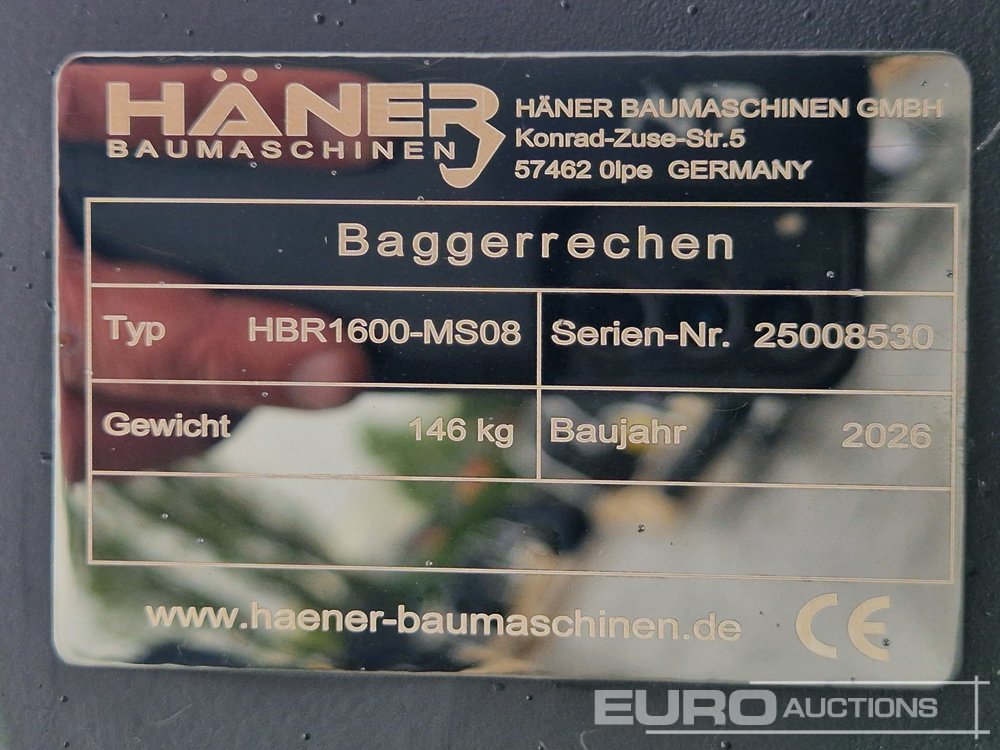 HÄNER
BAUMASCHINEN
HÄNER BAUMASCHINEN GMBH
Konrad-Zuse-Str.5
57462 Olpe GERMANY
Baggerrechen
Typ HBR1600-MS08 Serien-Nr. 25008530
Gewicht 146 kg Baujahr 2026
www.haener-baumaschinen.de CE
EURO AUCTIONS